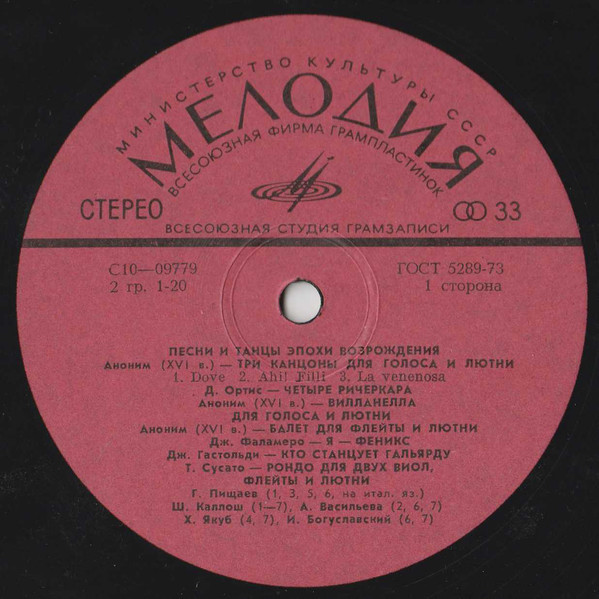 МИНИСТЕРСТВО КУЛЬТУРЫ СССР
МЕЛОДИЯ
ВСЕСОЮЗНАЯ ФИРМА ГРАМПЛАСТИНОК
СТЕРЕО 33
ВСЕСОЮЗНАЯ СТУДИЯ ГРАМЗАПИСИ
С10—09779 ГОСТ 5289-73
2 гр. 1-20 1 сторона
ПЕСНИ И ТАНЦЫ ЭПОХИ ВОЗРОЖДЕНИЯ
Аноним (XVI в.) — ТРИ КАНЦОНЫ ДЛЯ ГОЛОСА И ЛЮТНИ
1. Dove 2. Ahi! Filli 3. La venenosa
Д. Ортис — ЧЕТЫРЕ РИЧЕРКАРА
Аноним (XVI в.) — ВИЛЛАНЕЛЛА
ДЛЯ ГОЛОСА И ЛЮТНИ
Аноним (XVI в.) — БАЛЕТ ДЛЯ ФЛЕЙТЫ И ЛЮТНИ
Дж. Фаламеро — Я — ФЕНИКС
Дж. Гастольди — КТО СТАНЦУЕТ ГАЛЬЯРДУ
Т. Сусато — РОНДО ДЛЯ ДВУХ ВИОЛ,
ФЛЕЙТЫ И ЛЮТНИ
Г. Пищаев (1, 3, 5, 6, на итал. яз.)
Ш. Каллош (1—7), А. Васильева (2, 6, 7)
Х. Якуб (4, 7), И. Богуславский (6, 7)